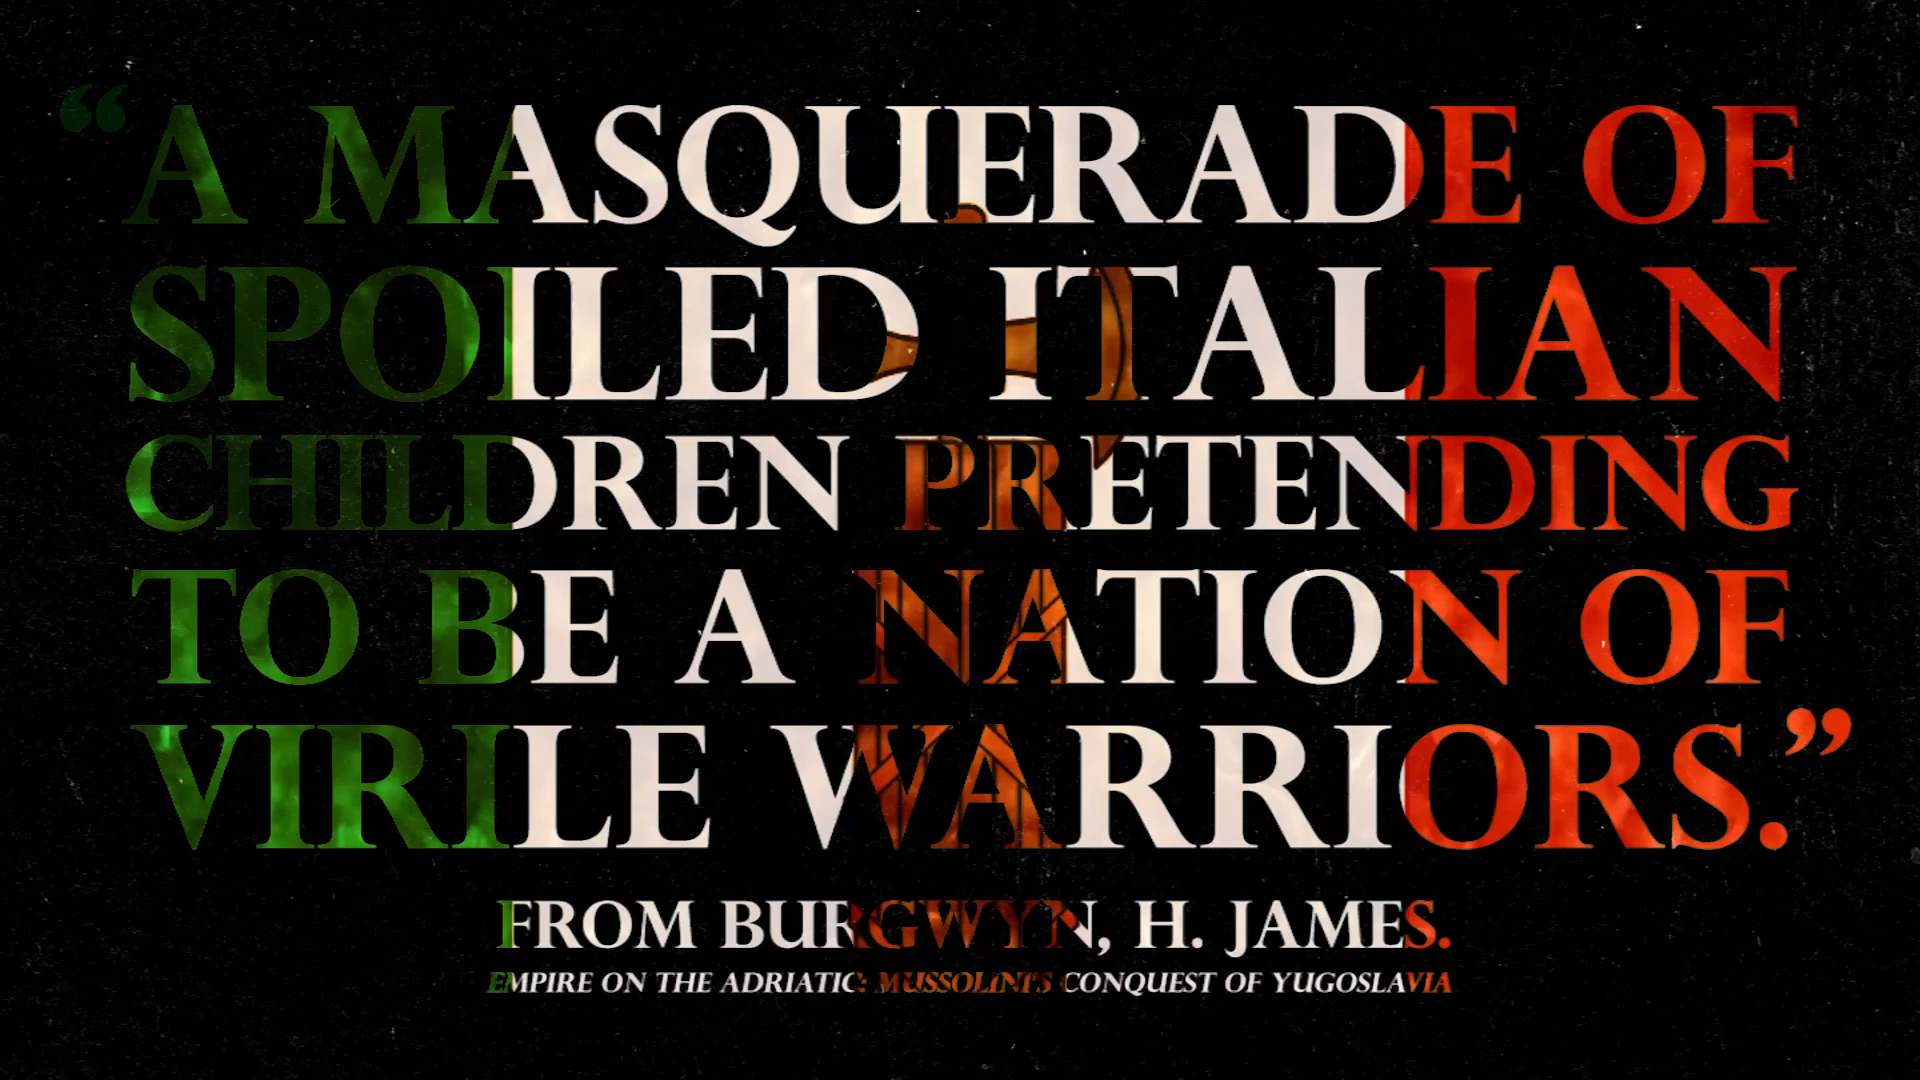 “A MASQUERADE OF
SPOILED ITALIAN
CHILDREN PRETENDING
TO BE A NATION OF
VIRILE WARRIORS.”
FROM BURGWYN, H. JAMES.
EMPIRE ON THE ADRIATIC: MUSSOLINI'S CONQUEST OF YUGOSLAVIA